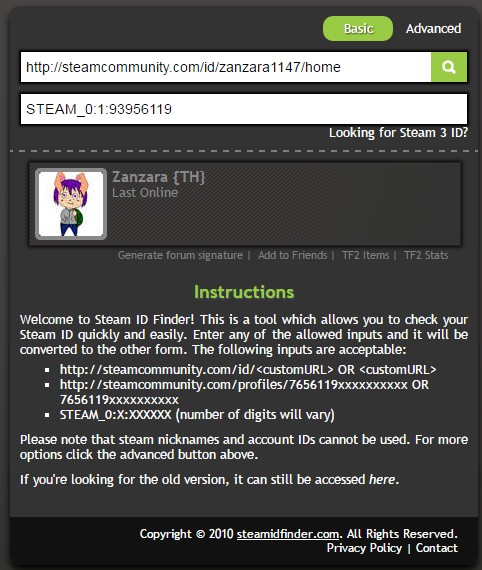 Basic Advanced
http://steamcommunity.com/id/zanzara1147/home
STEAM_0:1:93956119
Looking for Steam 3 ID?
Zanzara {TH}
Last Online
Generate forum signature | Add to Friends | TF2 Items | TF2 Stats
Instructions
Welcome to Steam ID Finder! This is a tool which allows you to check your
Steam ID quickly and easily. Enter any of the allowed inputs and it will be
converted to the other form. The following inputs are acceptable:
http://steamcommunity.com/id/<customURL> OR <customURL>
http://steamcommunity.com/profiles/7656119xxxxxxxxxx OR
7656119xxxxxxxxxx
STEAM_0:X:XXXXXX (number of digits will vary)
Please note that steam nicknames and account IDs cannot be used. For more
options click the advanced button above.
If you're looking for the old version, it can still be accessed here.
Copyright © 2010 steamidfinder.com. All Rights Reserved.
Privacy Policy | Contact